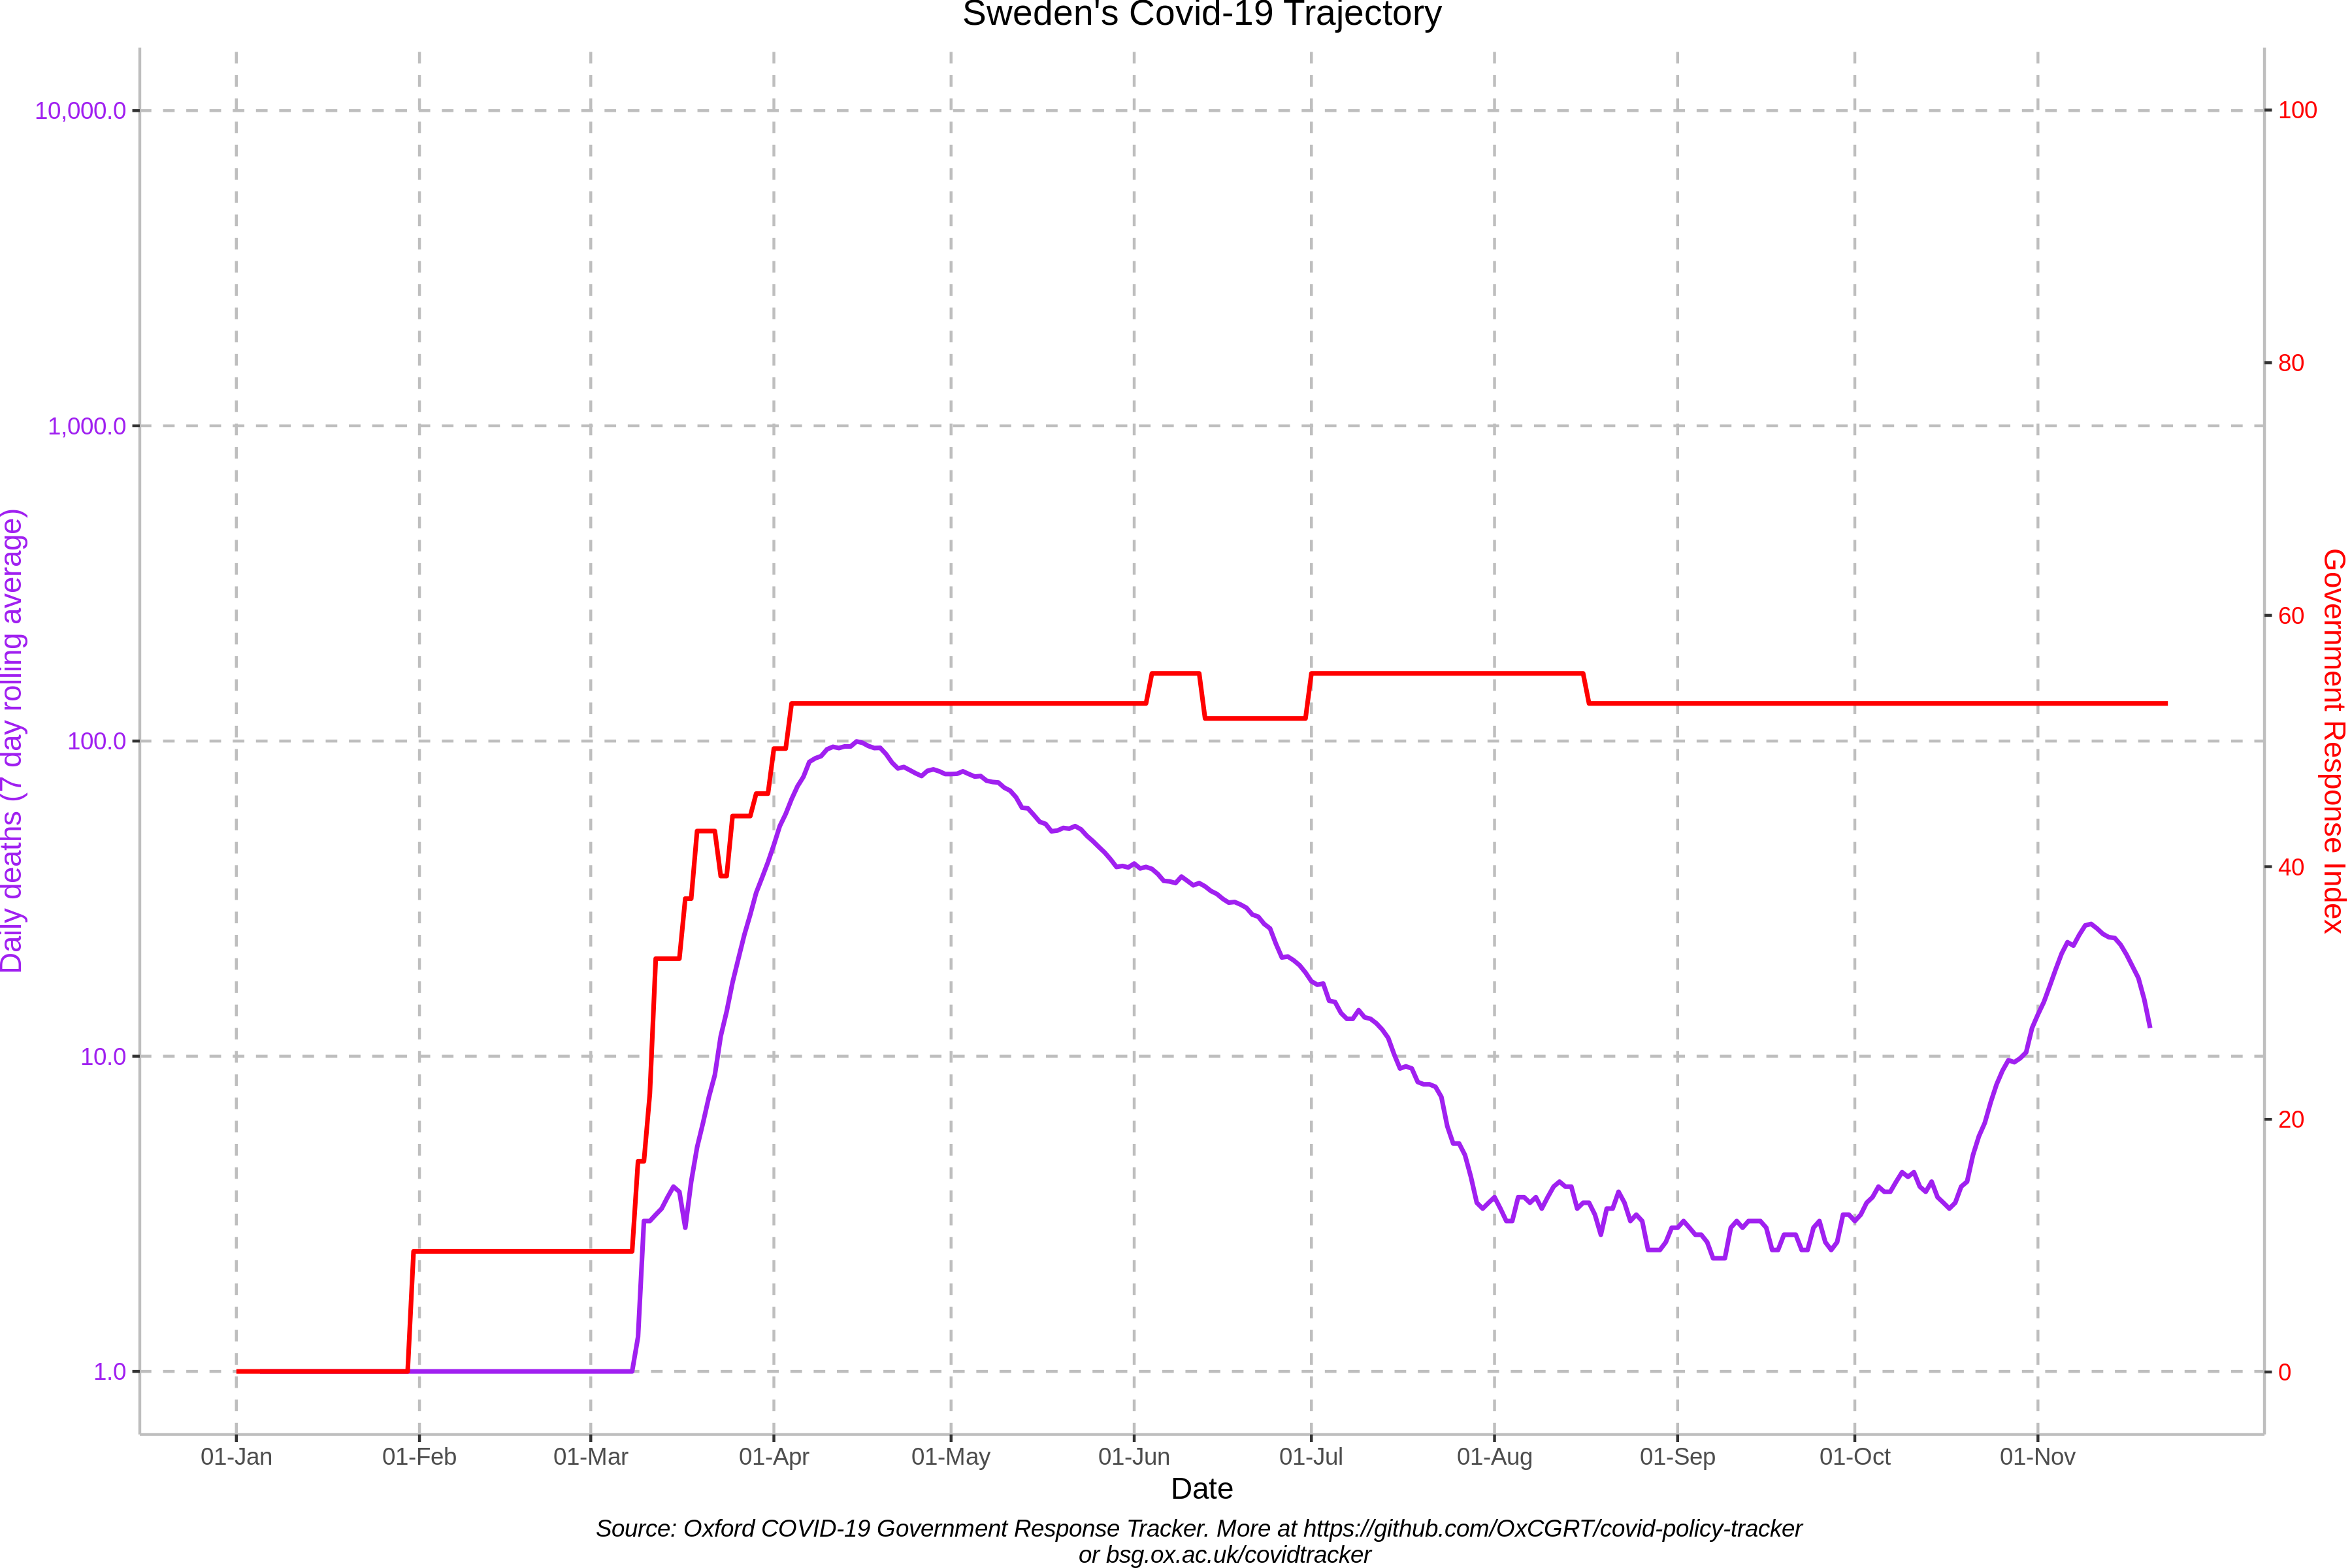 Sweden's Covid-19 Trajectory
10,000.0
1,000.0
100.0
10.0
1.0
Daily deaths (7 day rolling average)
100
80
60
40
20
0
Government Response Index
01-Jan
01-Feb
01-Mar
01-Apr
01-May
01-Jun
01-Jul
01-Aug
01-Sep
01-Oct
01-Nov
Date
Source: Oxford COVID-19 Government Response Tracker. More at https://github.com/OxCGRT/covid-policy-tracker
or bsg.ox.ac.uk/covidtracker